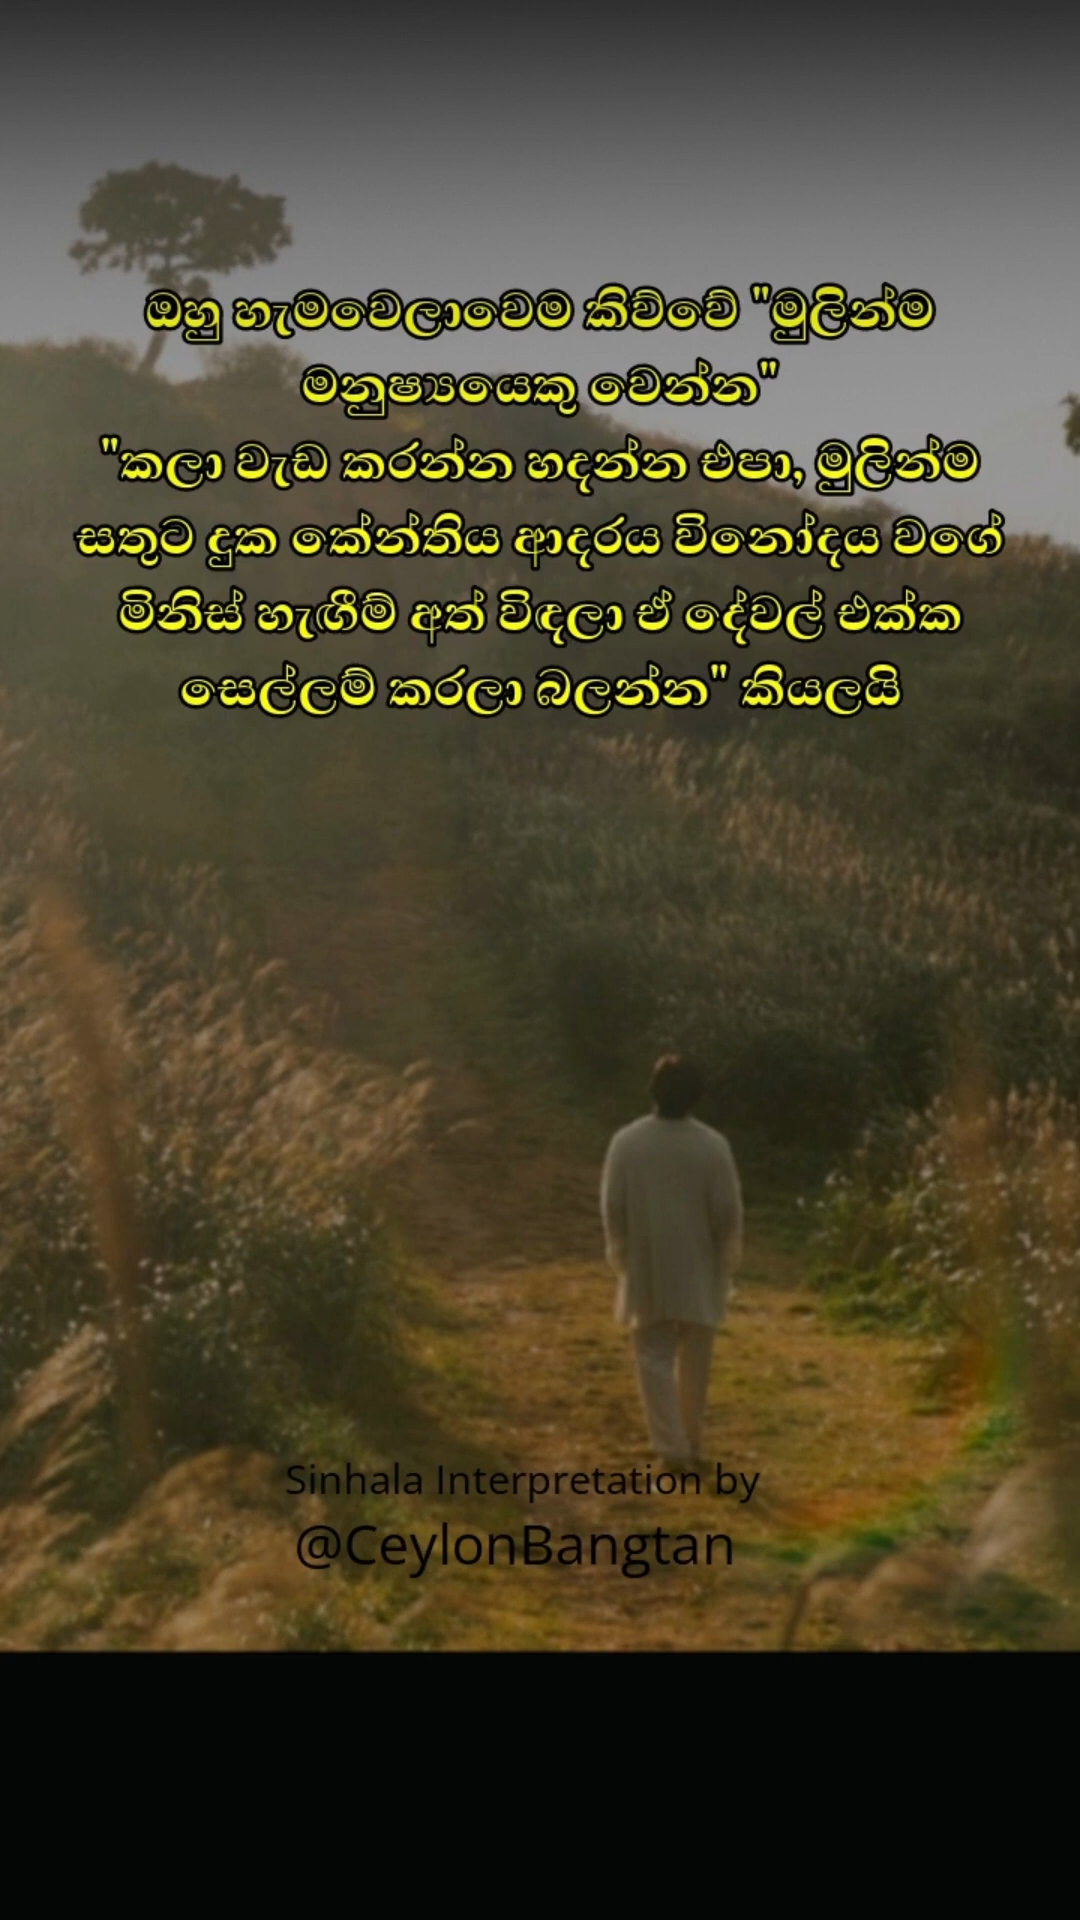 ඔහු හැමවෙලාවෙම කිව්වේ "මුලින්ම
මනුෂ්‍යයෙකු වෙන්න"
"කලා වැඩ කරන්න හදන්න එපා, මුලින්ම
සතුට දුක කේන්තිය ආදරය විනෝදය වගේ
මිනිස් හැඟීම් අත් විඳලා ඒ දේවල් එක්ක
සෙල්ලම් කරලා බලන්න" කියලයි
Sinhala Interpretation by
@CeylonBangtan